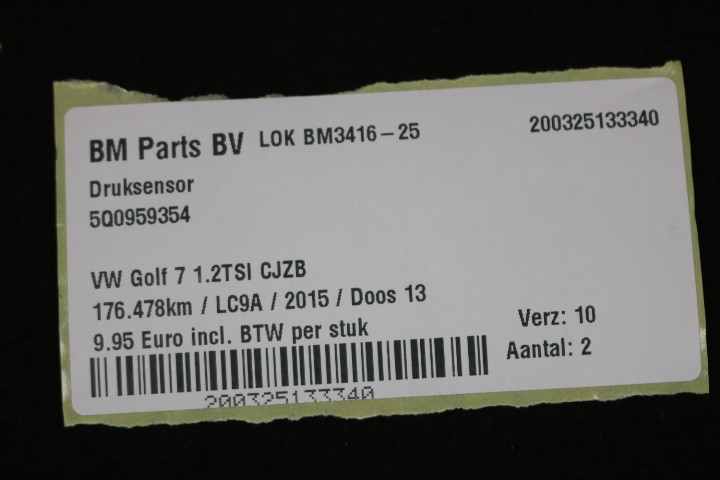 BM Parts BV LOK BM3416-25 200325133340
Druksensor
5Q0959354
VW Golf 7 1.2TSI CJZB
176.478km / LC9A / 2015 / Doos 13
9.95 Euro incl. BTW per stuk
Verz: 10
Aantal: 2
200325133340